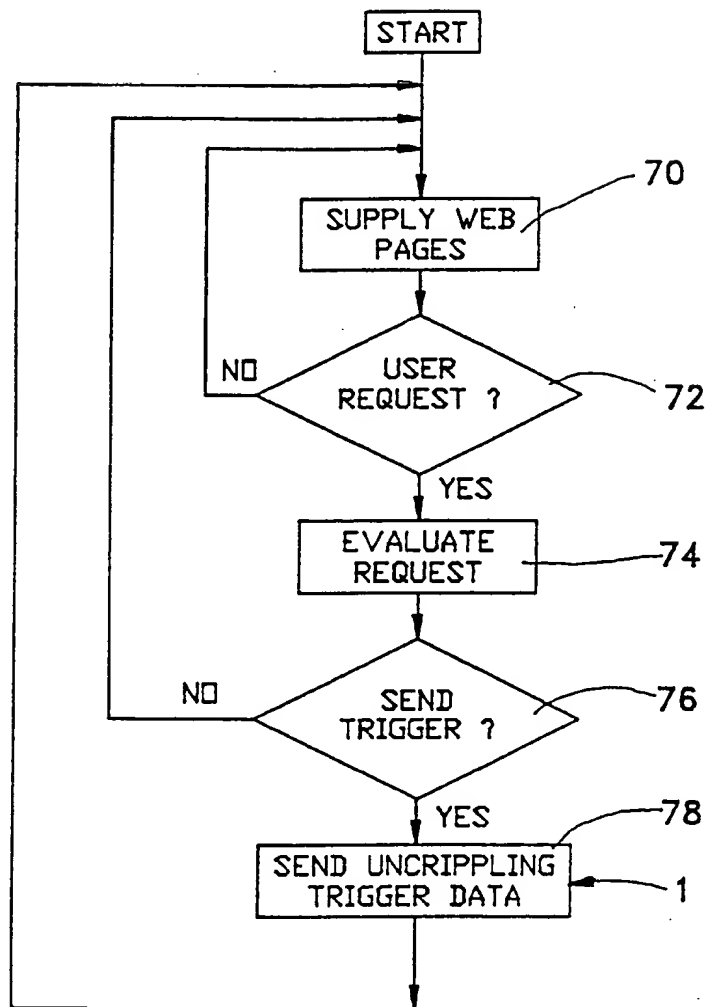 START
70
SUPPLY WEB
PAGES
NO
USER
REQUEST ?
72
YES
EVALUATE
REQUEST
74
NO
SEND
TRIGGER ?
76
YES
78
SEND UNCRIPPLING
TRIGGER DATA
1